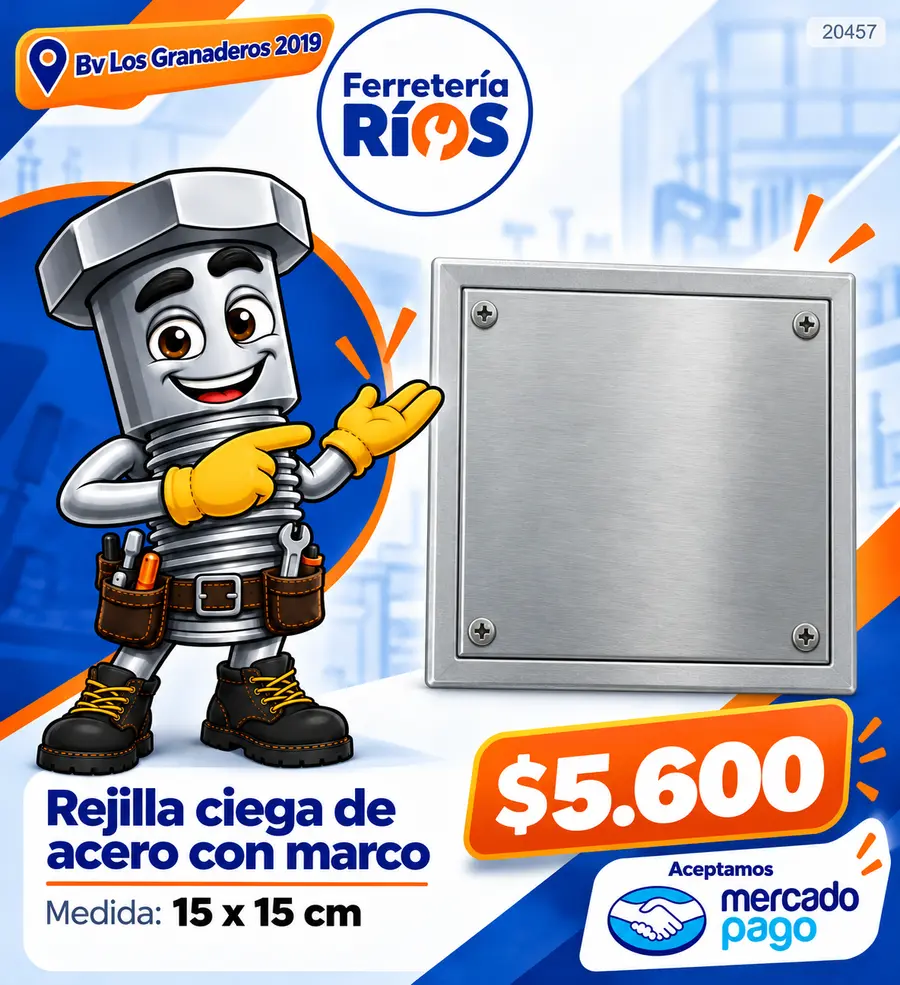 Bv Los Granaderos 2019
Ferretería
RÍOS
20457
$5.600
Rejilla ciega de
acero con marco
Medida: 15 x 15 cm
Aceptamos
mercado
pago